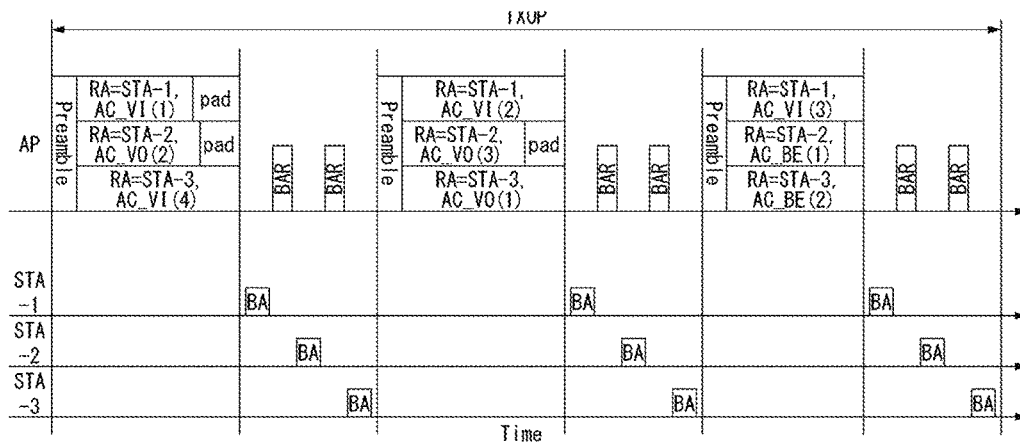 TXOP
AP
Preamble
RA=STA-1,
AC_VI(1)
pad
RA=STA-2,
AC_VO(2)
pad
RA=STA-3,
AC_VI(4)
BAR
BAR
Preamble
RA=STA-1,
AC_VI(2)
RA=STA-2,
AC_VO(3)
pad
RA=STA-3,
AC_VO(1)
BAR
BAR
Preamble
RA=STA-1,
AC_VI(3)
RA=STA-2,
AC_BE(1)
RA=STA-3,
AC_BE(2)
BAR
BAR
STA
-1
BA
BA
BA
STA
-2
BA
BA
BA
STA
-3
BA
BA
BA
Time